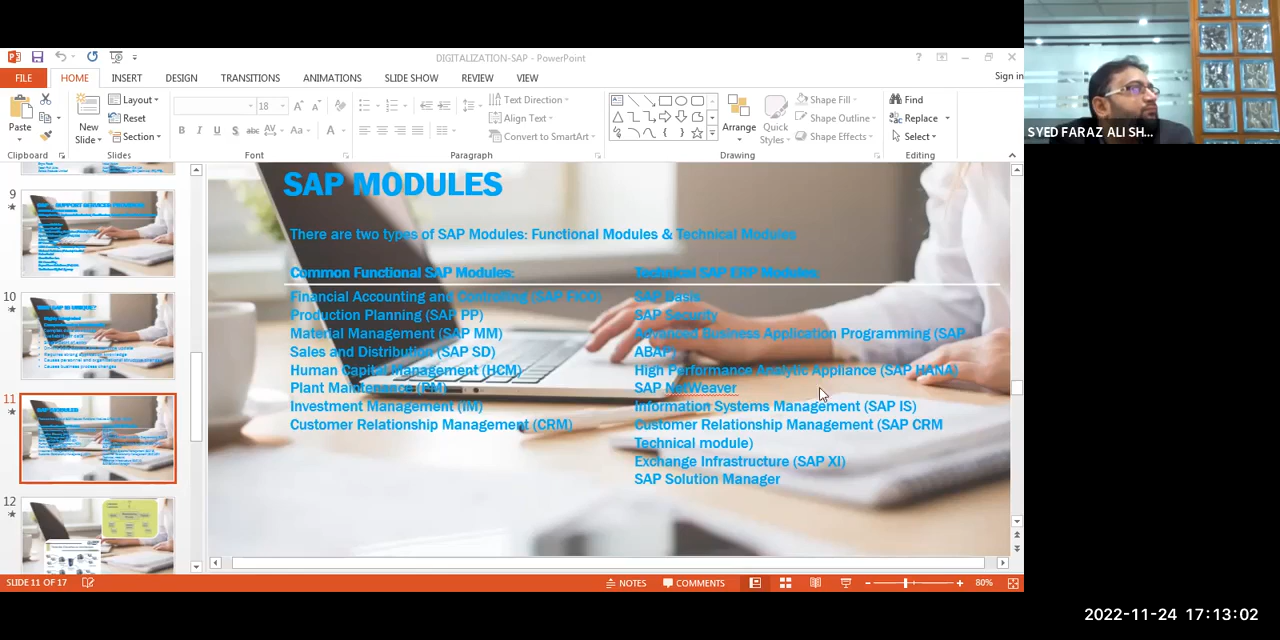 DIGITALIZATION-SAP - PowerPoint
FILE HOME INSERT DESIGN TRANSITIONS ANIMATIONS SLIDE SHOW REVIEW VIEW
Sign in
Paste
New
Slides
Layout
Reset
Section
18
Text Direction
Align Text
Convert to SmartArt
Arrange
Quick
Styles
Shape Fill
Shape Outline
Shape Effects
Find
Replace
Select
Clipboard Slides Font Paragraph Drawing Editing
SYED FARAZ ALI SH...
9
10
11
12
SAP MODULES
There are two types of SAP Modules: Functional Modules & Technical Modules
Common Functional SAP Modules:
Financial Accounting and Controlling (SAP FICO)
Production Planning (SAP PP)
Material Management (SAP MM)
Sales and Distribution (SAP SD)
Human Capital Management (HCM)
Plant Maintenance (PM)
Investment Management (IM)
Customer Relationship Management (CRM)
Technical SAP ERP Modules:
SAP Basis
SAP Security
Advanced Business Application Programming (SAP
ABAP)
High Performance Analytic Appliance (SAP HANA)
SAP NetWeaver
Information Systems Management (SAP IS)
Customer Relationship Management (SAP CRM
Technical module)
Exchange Infrastructure (SAP XI)
SAP Solution Manager
SLIDE 11 OF 17
NOTES COMMENTS 80%
2022-11-24 17:13:02